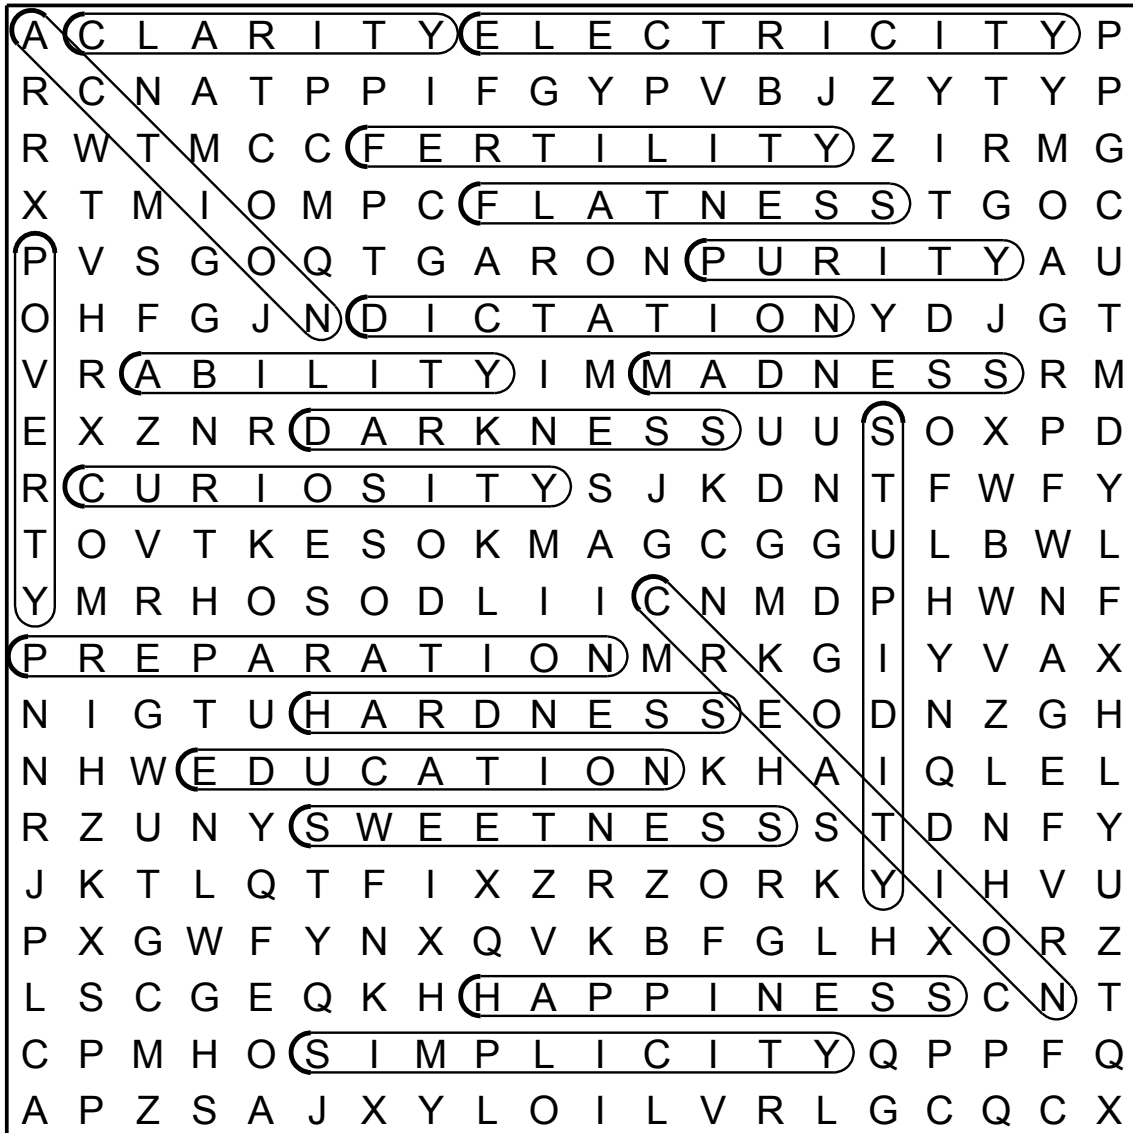 A C L A R I T Y E L E C T R I C I T Y P
R C N A T P P I F G Y P V B J Z Y T Y P
R W T M C C F E R T I L I T Y Z I R M G
X T M I O M P C F L A T N E S S T G O C
P V S G O Q T G A R O N P U R I T Y A U
O H F G J N D I C T A T I O N Y D J G T
V R A B I L I T Y I M M A D N E S S R M
E X Z N R D A R K N E S S U U S O X P D
R C U R I O S I T Y S J K D N T F W F Y
T O V T K E S O K M A G C G G U L B W L
Y M R H O S O D L I I C N M D P H W N F
P R E P A R A T I O N M R K G I Y V A X
N I G T U H A R D N E S S E O D N Z G H
N H W E D U C A T I O N K H A I Q L E L
R Z U N Y S W E E T N E S S S T D N F Y
J K T L Q T F I X Z R Z O R K Y I H V U
P X G W F Y N X Q V K B F G L H X O R Z
L S C G E Q K H H A P P I N E S S C N T
C P M H O S I M P L I C I T Y Q P P F Q
A P Z S A J X Y L O I L V R L G C Q C X